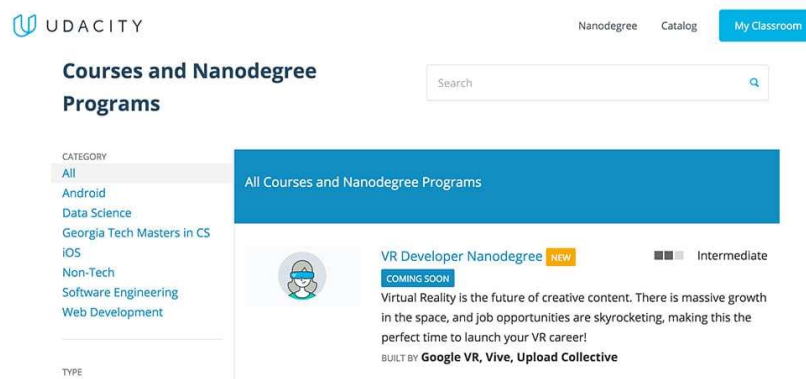 UDACITY
Nanodegree
Catalog
My Classroom
Courses and Nanodegree
Programs
Search
CATEGORY
All
Android
Data Science
Georgia Tech Masters in CS
iOS
Non-Tech
Software Engineering
Web Development
TYPE
All Courses and Nanodegree Programs
VR Developer Nanodegree NEW
Intermediate
COMING SOON
Virtual Reality is the future of creative content. There is massive growth
in the space, and job opportunities are skyrocketing, making this the
perfect time to launch your VR career!
BUILT BY Google VR, Vive, Upload Collective